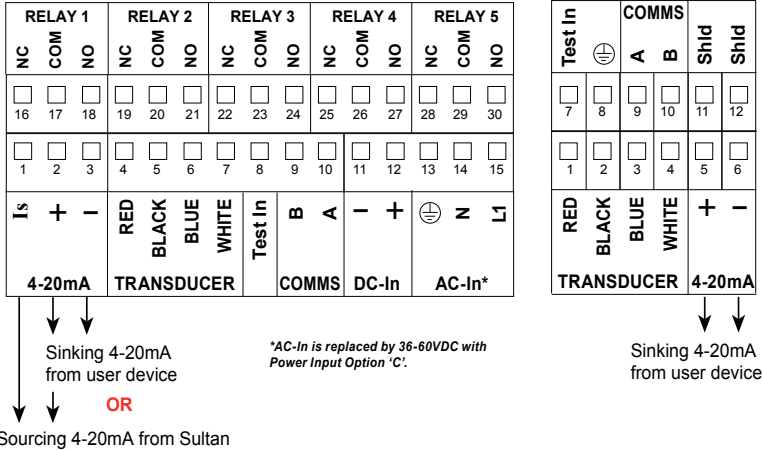 RELAY 1 RELAY 2 RELAY 3 RELAY 4 RELAY 5
NC COM NO NC COM NO NC COM NO NC COM NO NC COM NO
16 17 18 19 20 21 22 23 24 25 26 27 28 29 30
1 2 3 4 5 6 7 8 9 10 11 12 13 14 15
Is + − RED BLACK BLUE WHITE Test In B A − + N L1
4-20mA TRANSDUCER COMMS DC-In AC-In*
Sinking 4-20mA
from user device
OR
Sourcing 4-20mA from Sultan
*AC-In is replaced by 36-60VDC with
Power Input Option ‘C’.
COMMS
Test In A B Shld Shld
7 8 9 10 11 12
1 2 3 4 5 6
RED BLACK BLUE WHITE + −
TRANSDUCER 4-20mA
Sinking 4-20mA
from user device